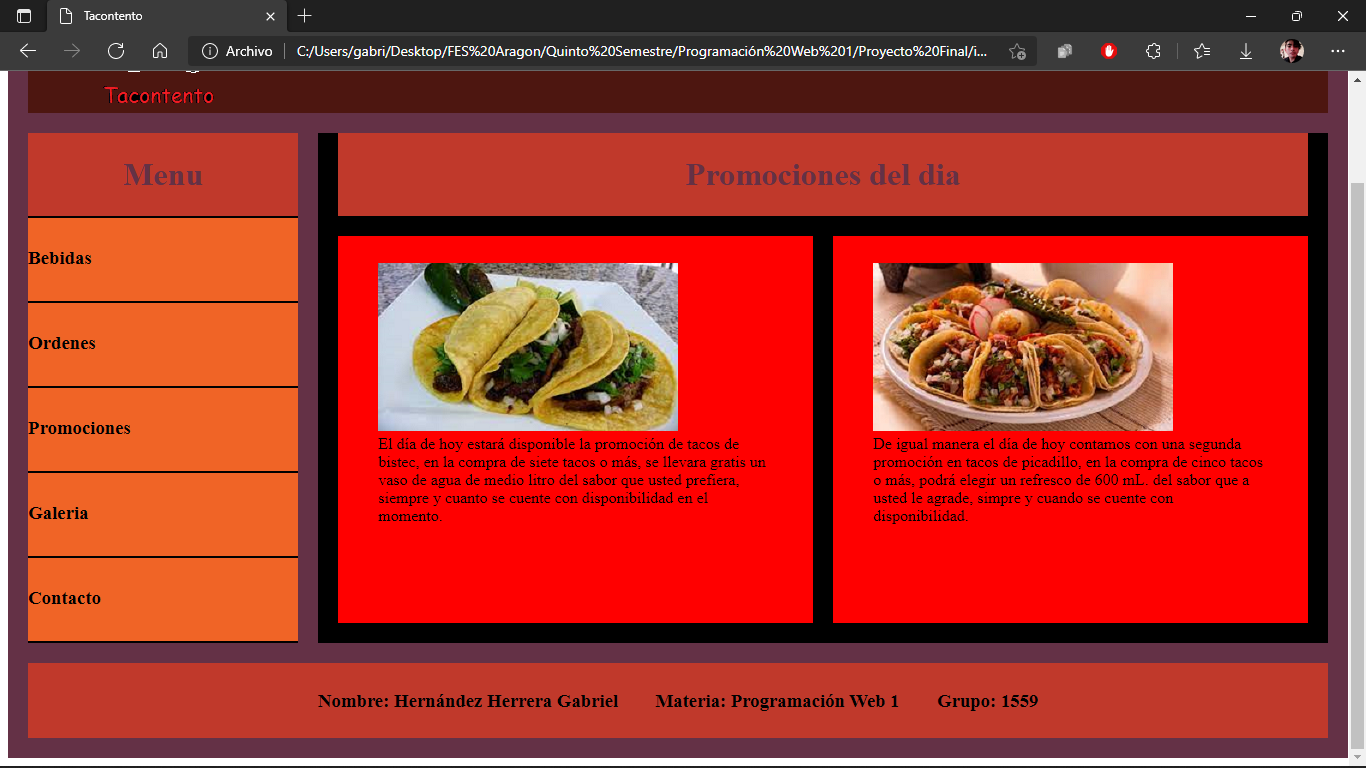 Tacontento
Archivo
C:/Users/gabri/Desktop/FES%20Aragon/Quinto%20Semestre/Programación%20Web%201/Proyecto%20Final/i...
Tacontento
Menu
Promociones del dia
Bebidas
Ordenes
Promociones
Galeria
Contacto
El día de hoy estará disponible la promoción de tacos de
bistec, en la compra de siete tacos o más, se llevara gratis un
vaso de agua de medio litro del sabor que usted prefiera,
siempre y cuanto se cuente con disponibilidad en el
momento.
De igual manera el día de hoy contamos con una segunda
promoción en tacos de picadillo, en la compra de cinco tacos
o más, podrá elegir un refresco de 600 mL. del sabor que a
usted le agrade, simpre y cuando se cuente con
disponibilidad.
Nombre: Hernández Herrera Gabriel Materia: Programación Web 1 Grupo: 1559